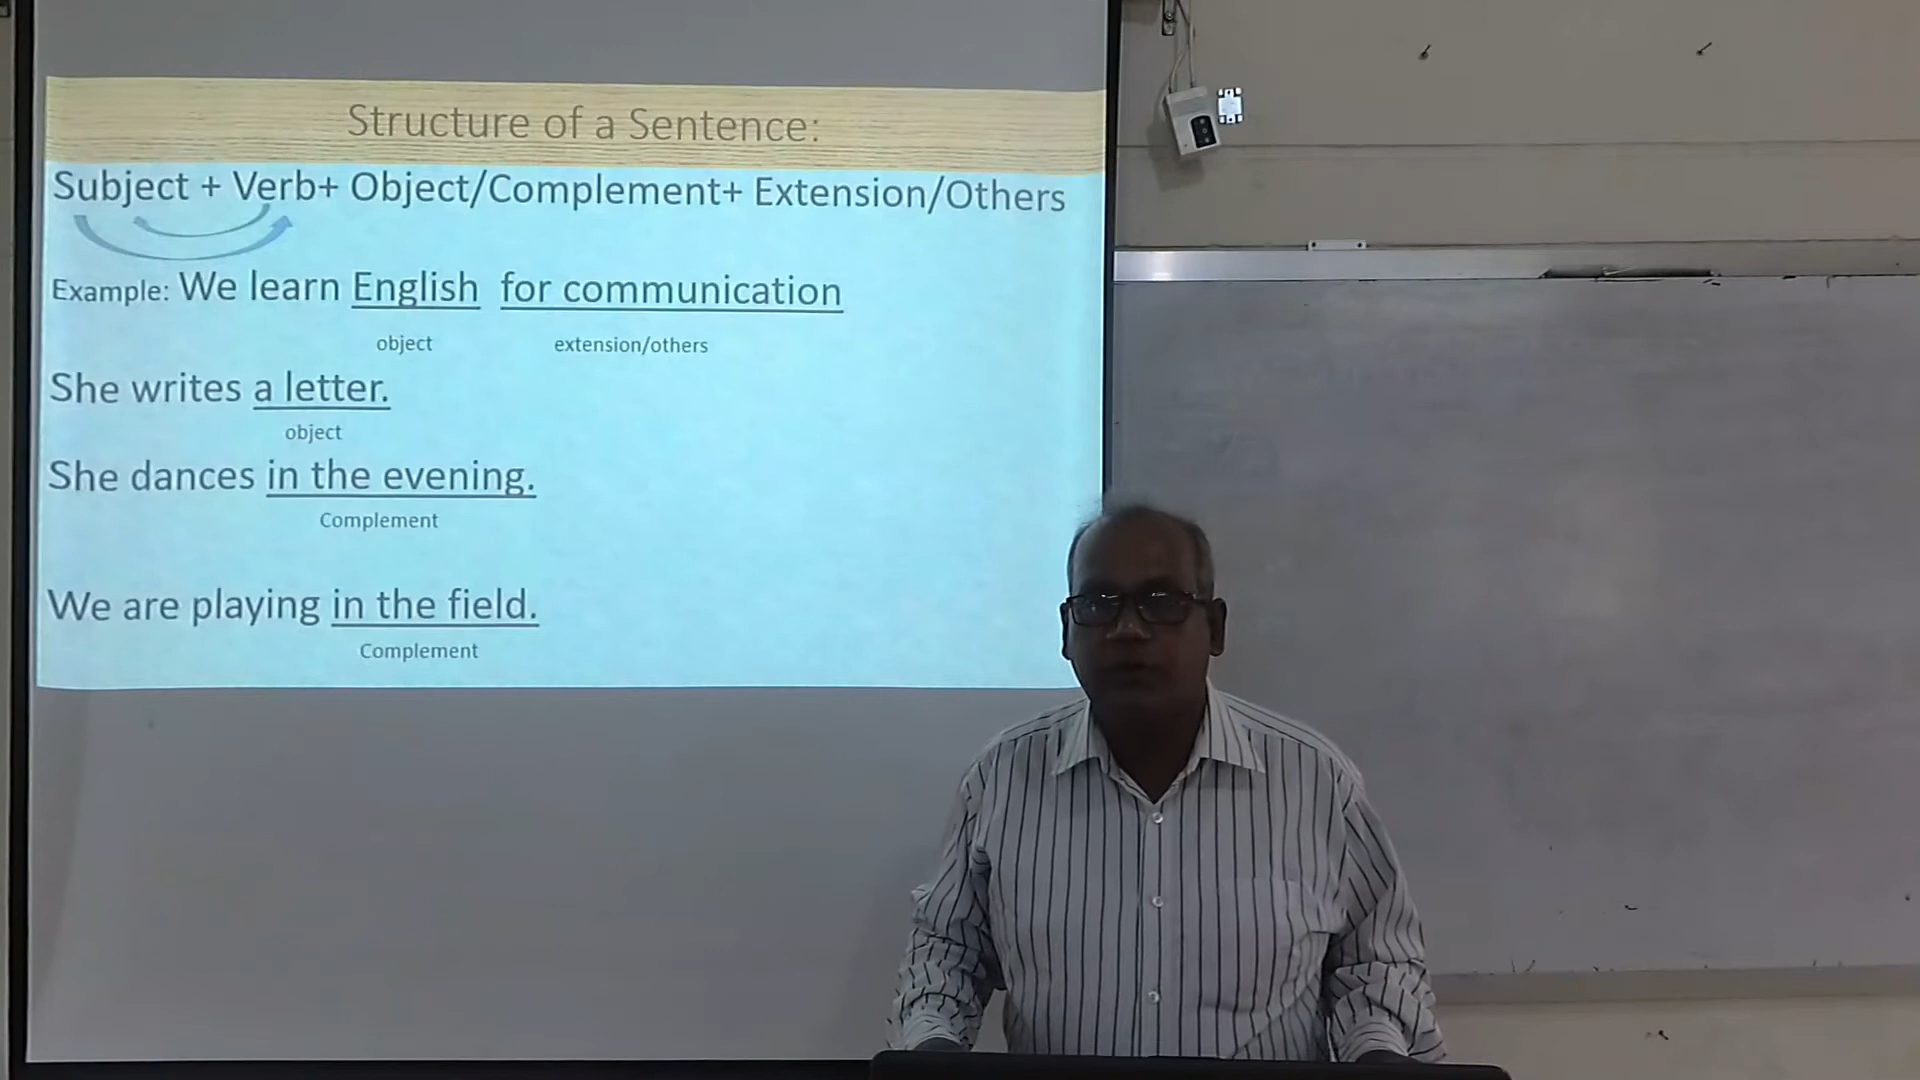 Structure of a Sentence:
Subject + Verb+ Object/Complement+ Extension/Others
Example: We learn English for communication
object extension/others
She writes a letter.
object
She dances in the evening.
Complement
We are playing in the field.
Complement